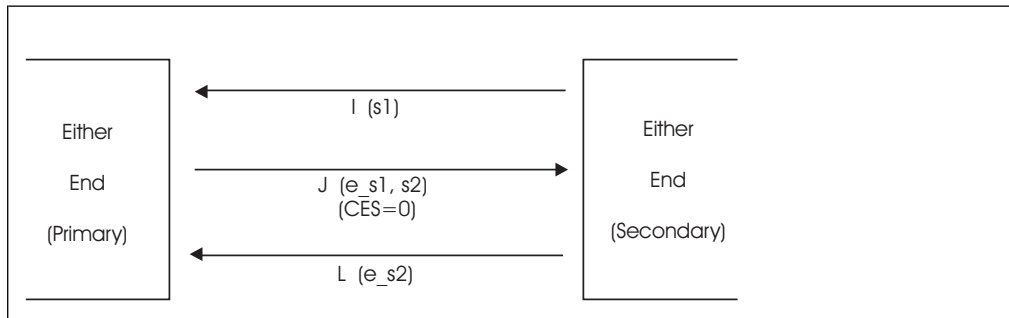 I (s1)
Either
End
(Primary)
J (e_s1, s2)
(CES=0)
L (e_s2)
Either
End
(Secondary)